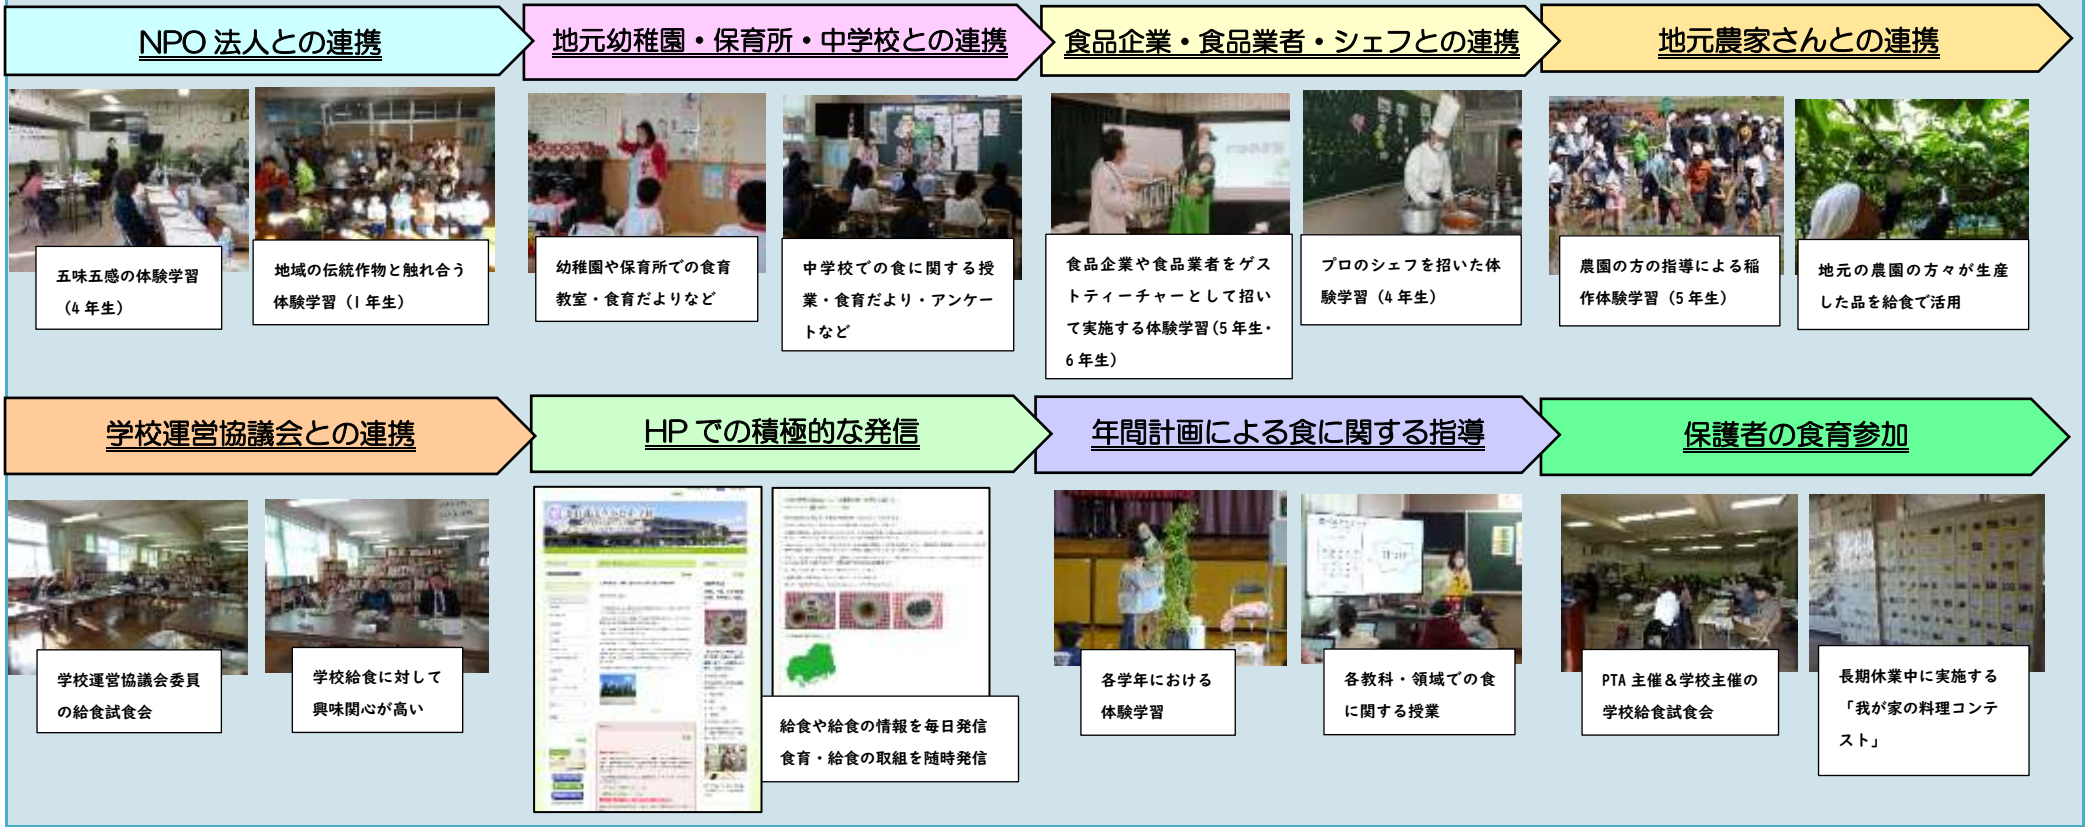 NPO 法人との連携
地元幼稚園・保育所・中学校との連携
食品企業・食品業者・シェフとの連携
地元農家さんとの連携
五味五感の体験学習
（4 年生）
地域の伝統作物と触れ合う
体験学習（1 年生）
幼稚園や保育所での食育
教室・食育だよりなど
中学校での食に関する授
業・食育だより・アンケー
トなど
食品企業や食品業者をゲス
トティーチャーとして招い
て実施する体験学習（5 年生・
6 年生）
プロのシェフを招いた体
験学習（4 年生）
農園の方の指導による稲
作体験学習（5 年生）
地元の農園の方々が生産
した品を給食で活用
学校運営協議会との連携
HP での積極的な発信
年間計画による食に関する指導
保護者の食育参加
学校運営協議会委員
の給食試食会
学校給食に対して
興味関心が高い
給食や給食の情報を毎日発信
食育・給食の取組を随時発信
各学年における
体験学習
各教科・領域での食
に関する授業
PTA 主催＆学校主催の
学校給食試食会
長期休業中に実施する
「我が家の料理コンテ
スト」